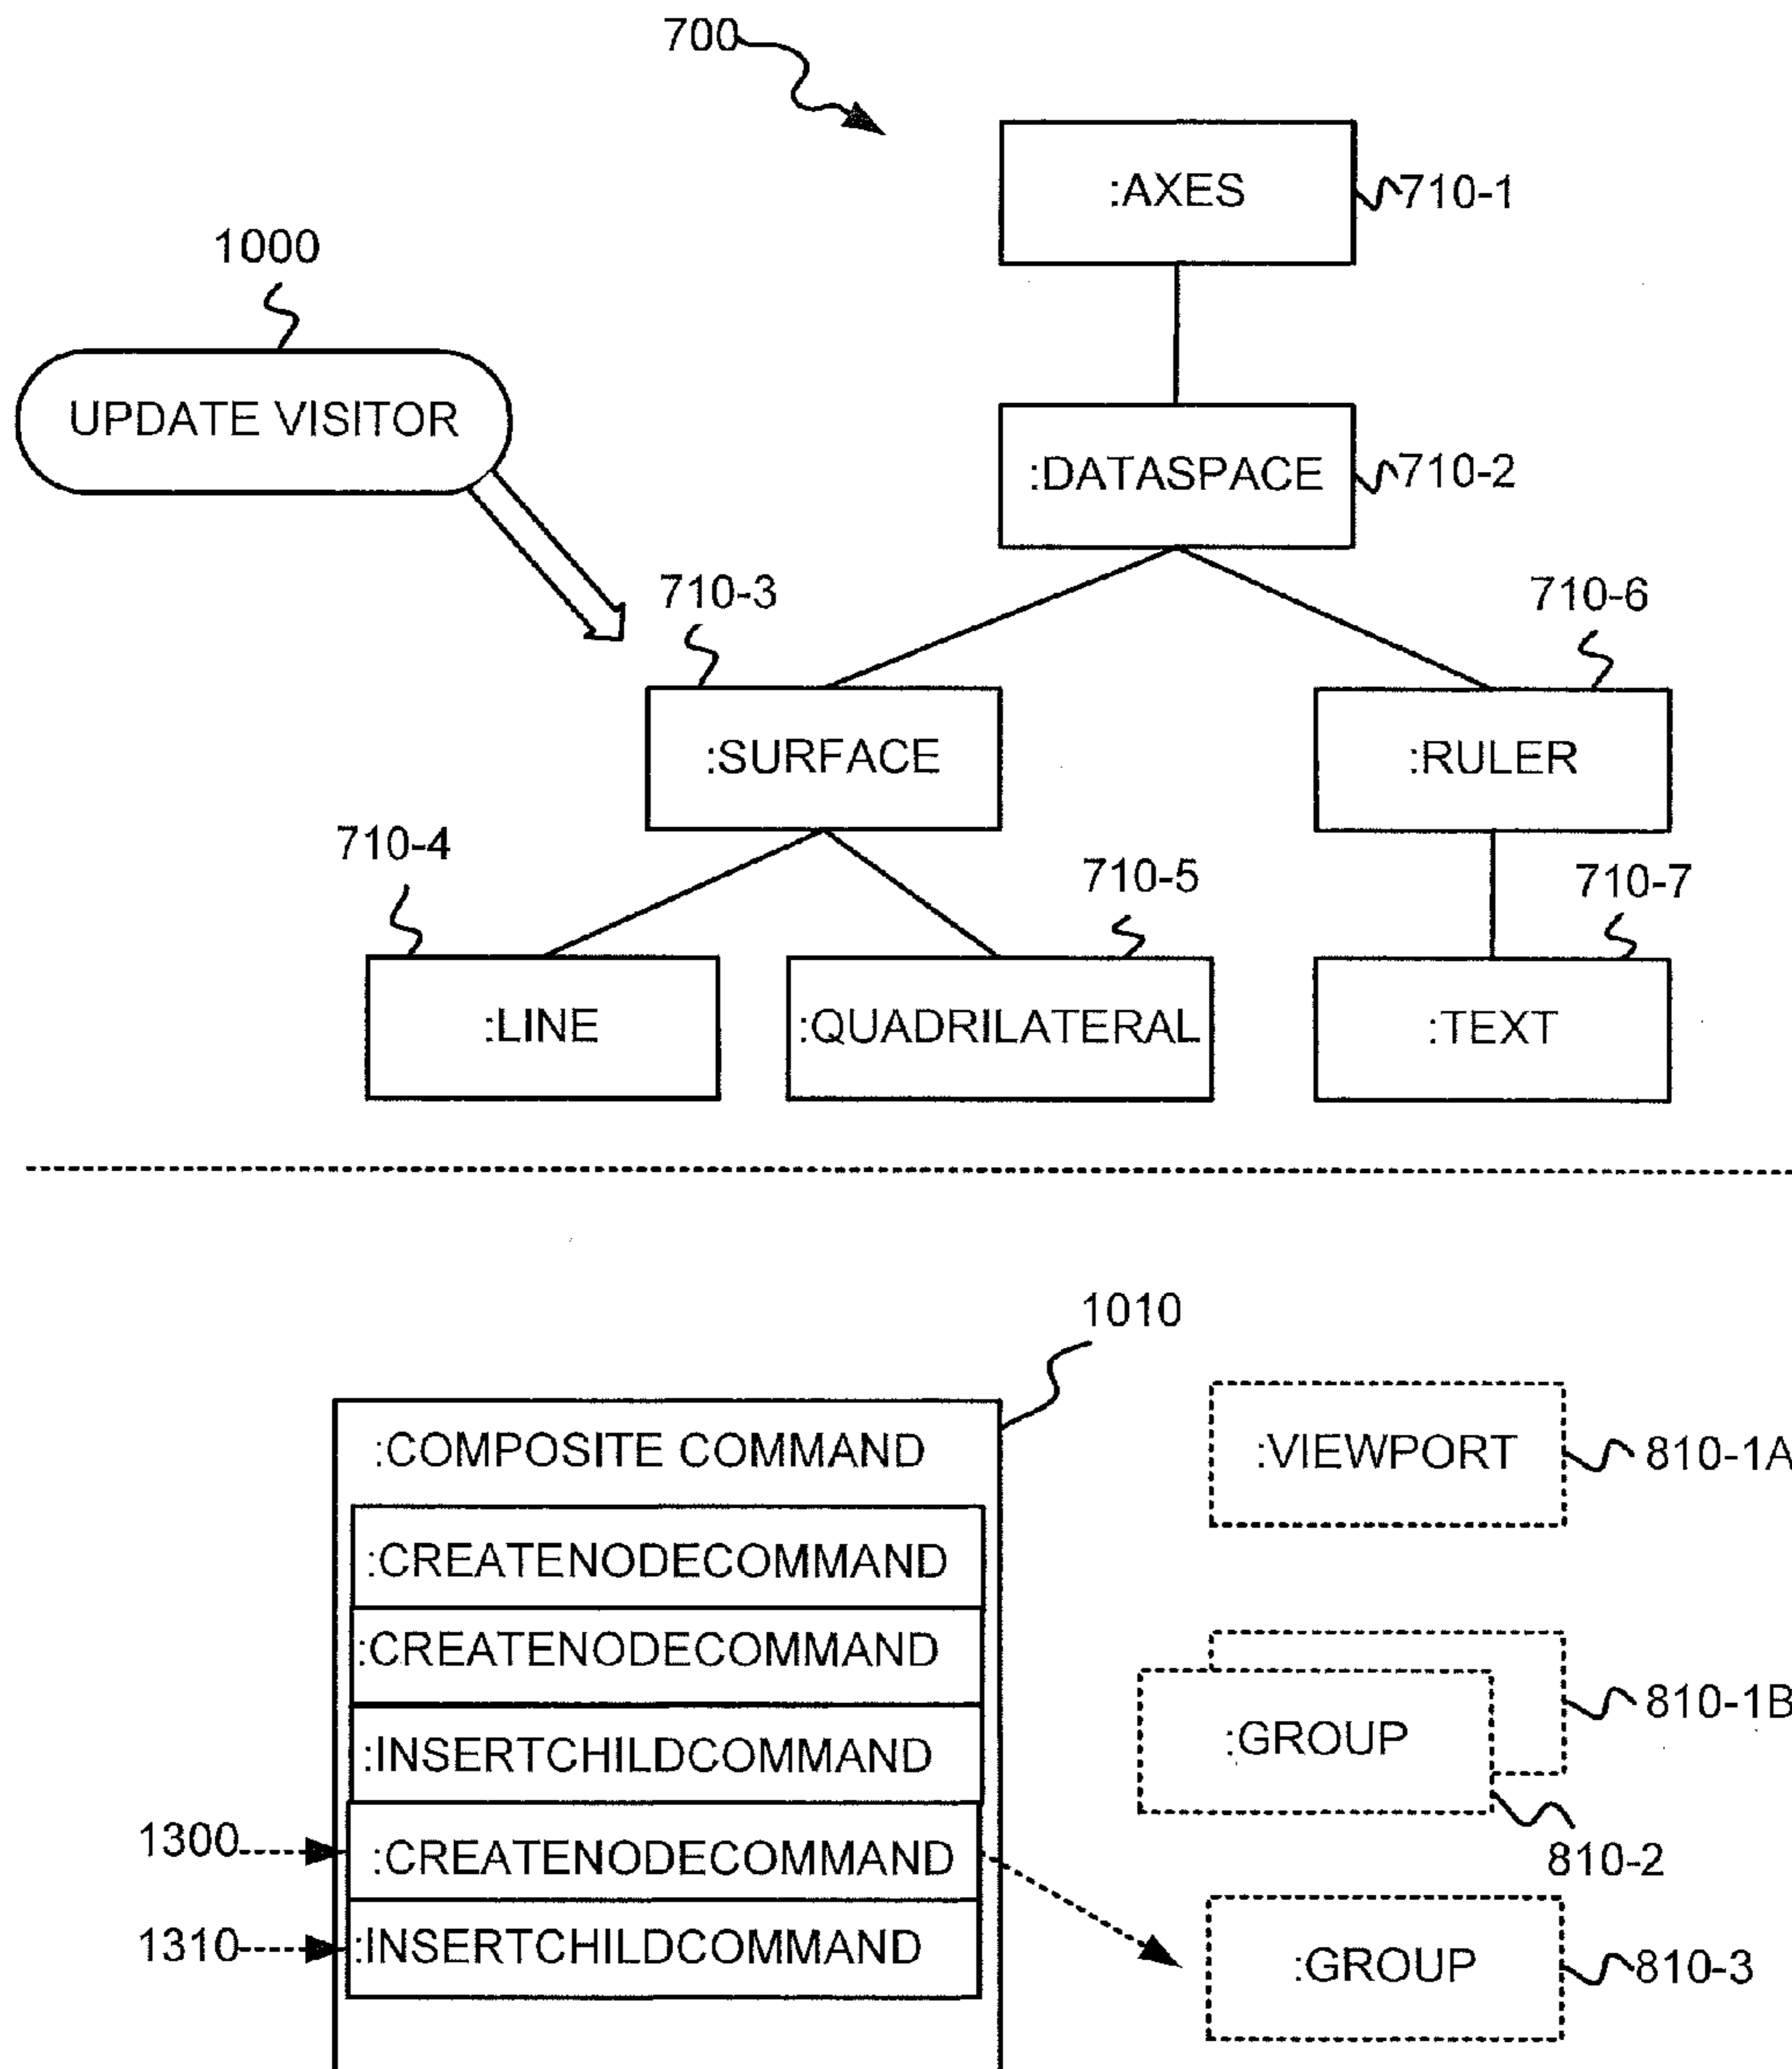 700
:AXES
710-1
1000
UPDATE VISITOR
:DATASPACE
710-2
710-3
710-6
:SURFACE
:RULER
710-4
710-5
710-7
:LINE
:QUADRILATERAL
:TEXT
1010
:COMPOSITE COMMAND
:VIEWPORT
810-1A
:CREATENODECOMMAND
:CREATENODECOMMAND
810-1B
:INSERTCHILDCOMMAND
:GROUP
1300
:CREATENODECOMMAND
810-2
1310
:INSERTCHILDCOMMAND
:GROUP
810-3